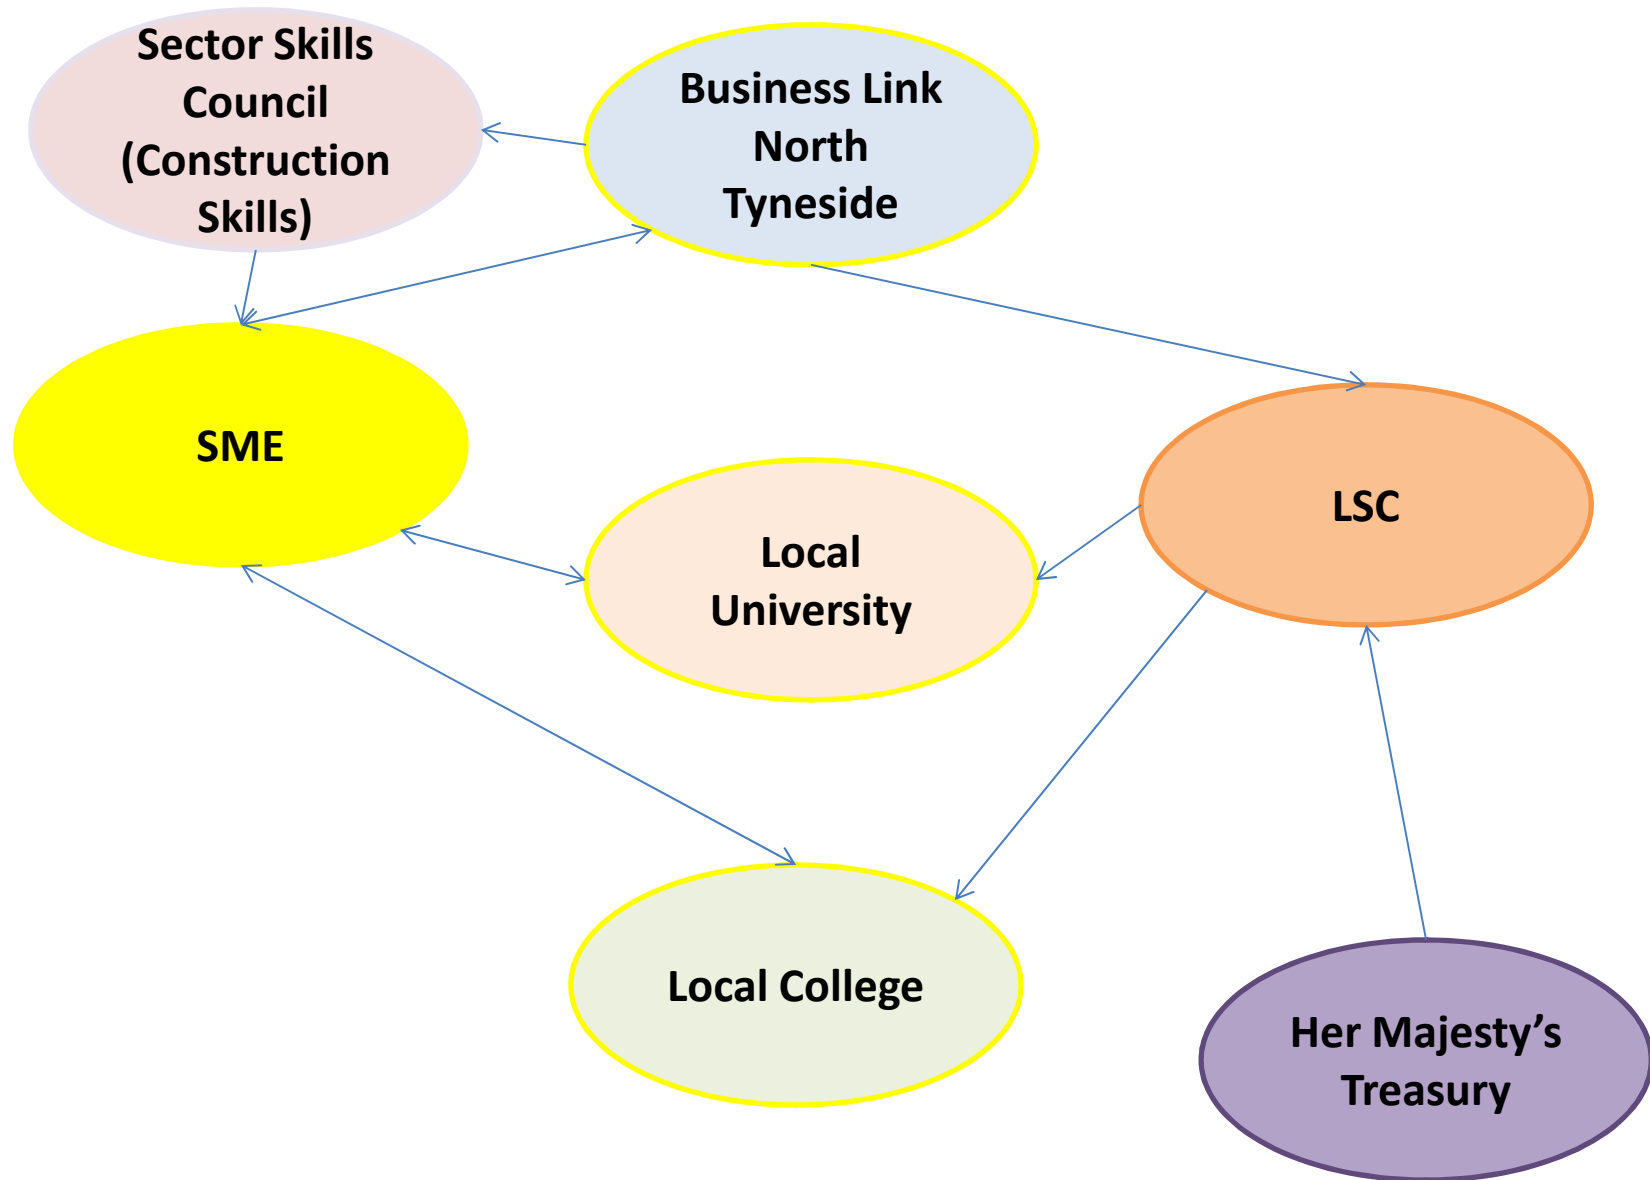 Sector Skills
Council
(Construction
Skills)
Business Link
North
Tyneside
SME
Local
University
LSC
Local College
Her Majesty’s
Treasury